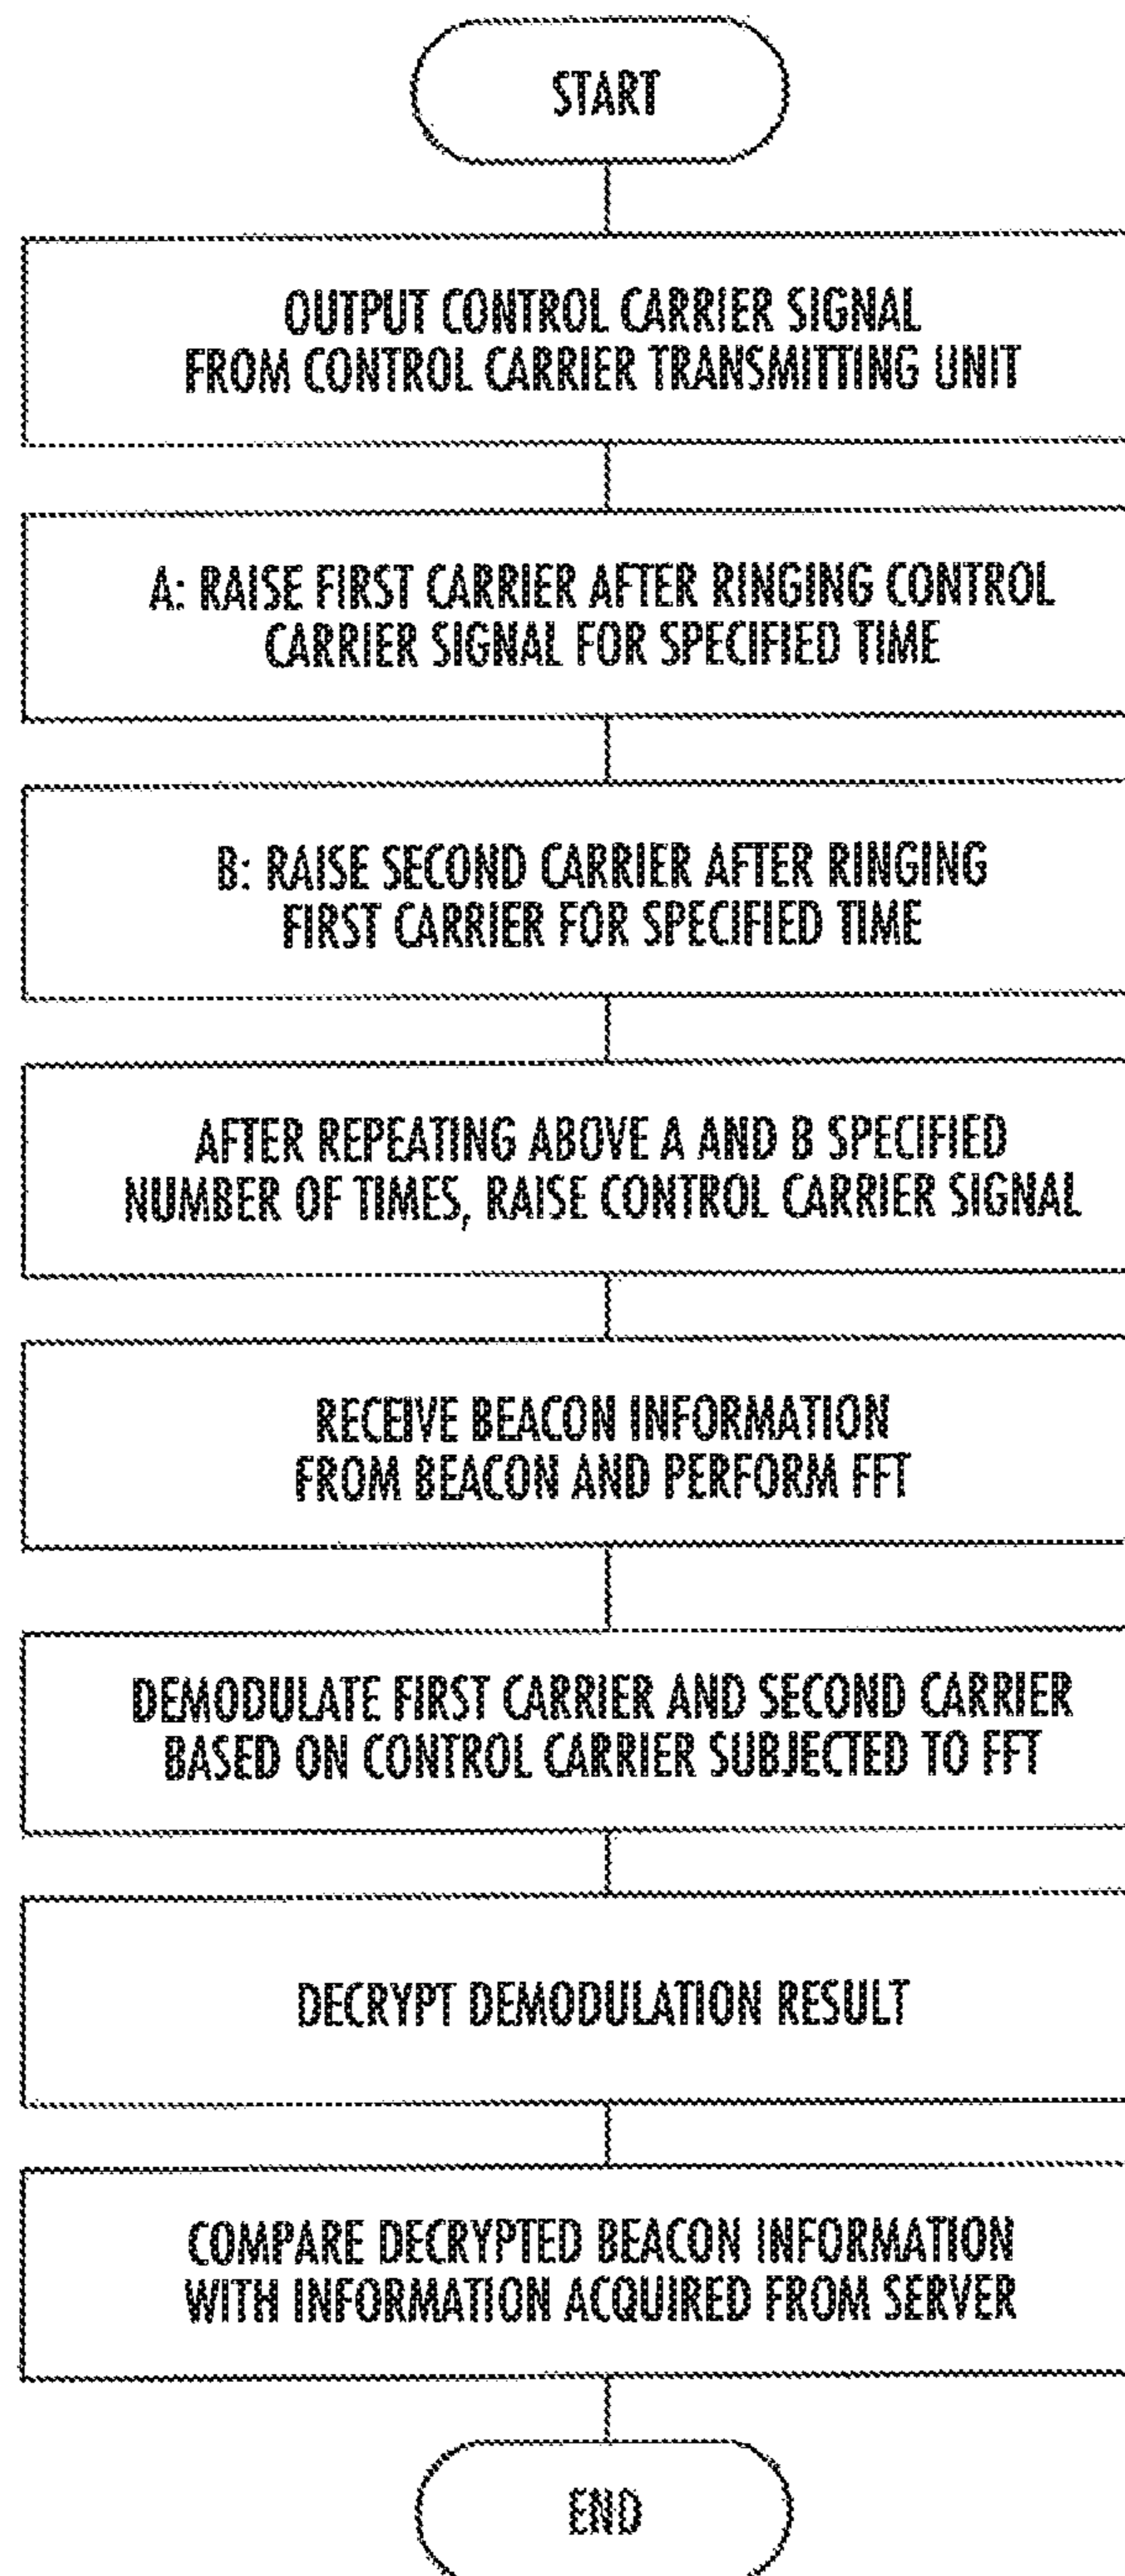 START
OUTPUT CONTROL CARRIER SIGNAL
FROM CONTROL CARRIER TRANSMITTING UNIT
A: RAISE FIRST CARRIER AFTER RINGING CONTROL
CARRIER SIGNAL FOR SPECIFIED TIME
B: RAISE SECOND CARRIER AFTER RINGING
FIRST CARRIER FOR SPECIFIED TIME
AFTER REPEATING ABOVE A AND B SPECIFIED
NUMBER OF TIMES, RAISE CONTROL CARRIER SIGNAL
RECEIVE BEACON INFORMATION
FROM BEACON AND PERFORM FFT
DEMODULATE FIRST CARRIER AND SECOND CARRIER
BASED ON CONTROL CARRIER SUBJECTED TO FFT
DECRYPT DEMODULATION RESULT
COMPARE DECRYPTED BEACON INFORMATION
WITH INFORMATION ACQUIRED FROM SERVER
END